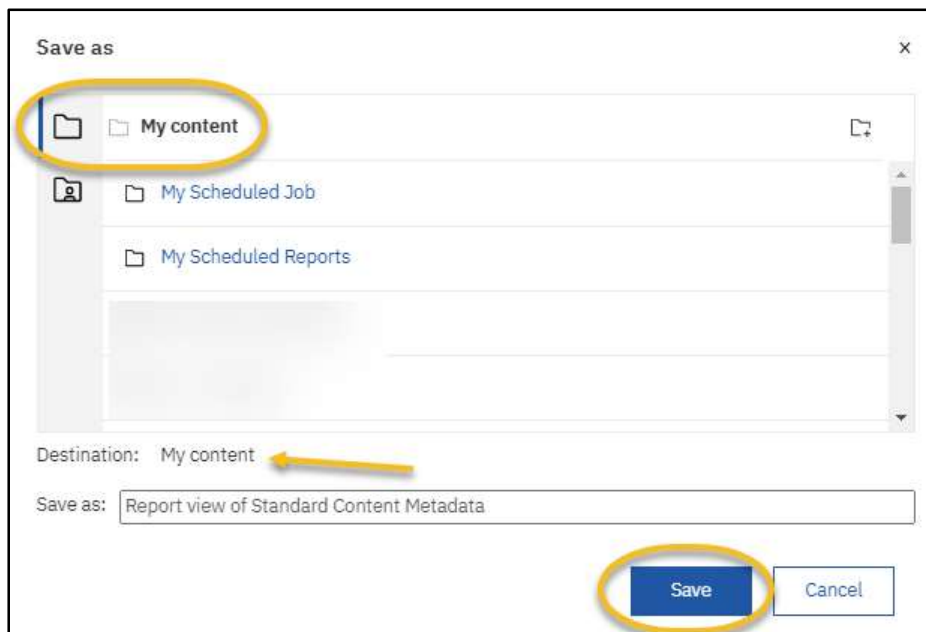 Save as
My content
My Scheduled Job
My Scheduled Reports
Destination: My content
Save as: Report view of Standard Content Metadata
Save Cancel